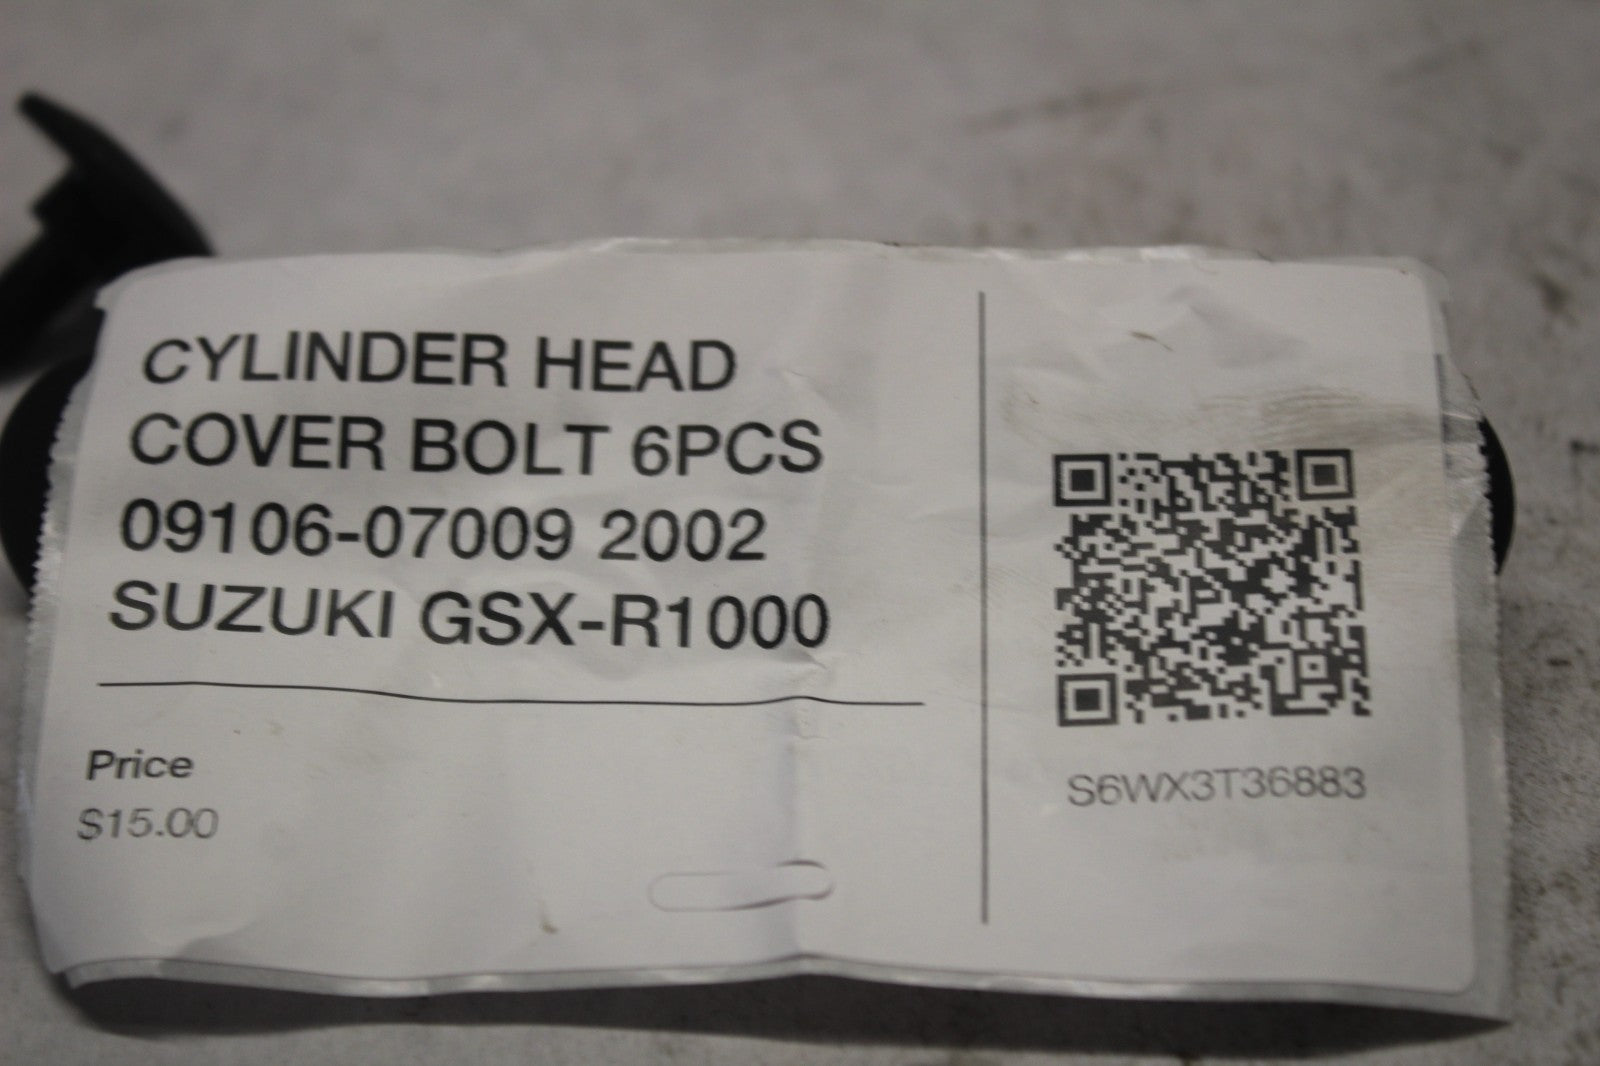 CYLINDER HEAD
COVER BOLT 6PCS
09106-07009 2002
SUZUKI GSX-R1000
Price
$15.00
S6WX3T36883